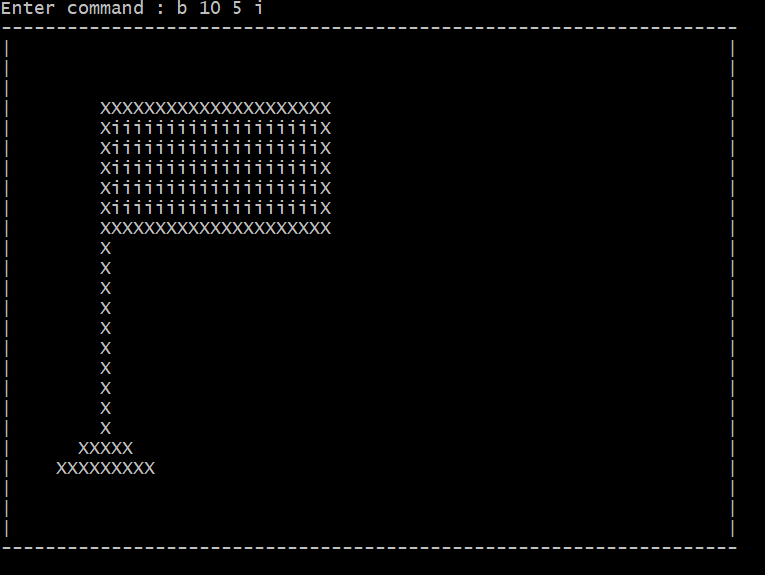 Enter command : b 10 5 i
-------------------------------------------------------------------
|                                                                 |
|                                                                 |
|                                                                 |
|        XXXXXXXXXXXXXXXXXXXXX                                    |
|        XiiiiiiiiiiiiiiiiiiiX                                    |
|        XiiiiiiiiiiiiiiiiiiiX                                    |
|        XiiiiiiiiiiiiiiiiiiiX                                    |
|        XiiiiiiiiiiiiiiiiiiiX                                    |
|        XiiiiiiiiiiiiiiiiiiiX                                    |
|        XXXXXXXXXXXXXXXXXXXXX                                    |
|        X                                                        |
|        X                                                        |
|        X                                                        |
|        X                                                        |
|        X                                                        |
|        X                                                        |
|        X                                                        |
|        X                                                        |
|        X                                                        |
|        X                                                        |
|      XXXXX                                                      |
|    XXXXXXXXX                                                    |
|                                                                 |
|                                                                 |
|                                                                 |
-------------------------------------------------------------------